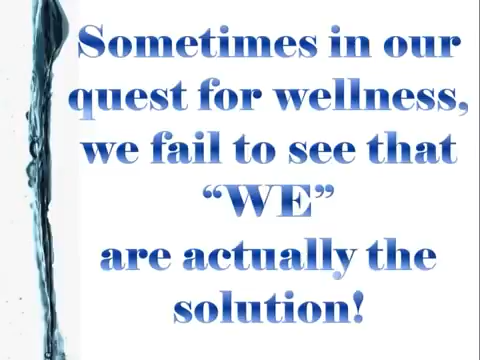 Sometimes in our
quest for wellness,
we fail to see that
“WE”
are actually the
solution!